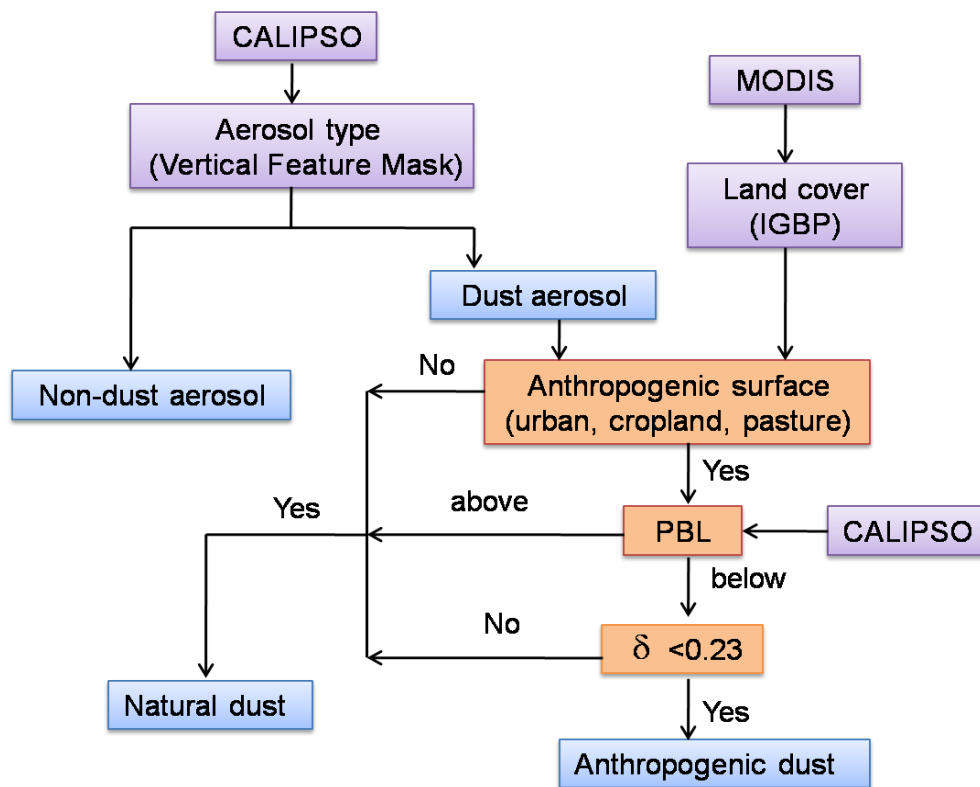 CALIPSO
MODIS
Aerosol type
(Vertical Feature Mask)
Land cover
(IGBP)
Dust aerosol
No
Non-dust aerosol
Anthropogenic surface
(urban, cropland, pasture)
Yes
Yes
above
PBL
CALIPSO
below
No
δ <0.23
Natural dust
Yes
Anthropogenic dust